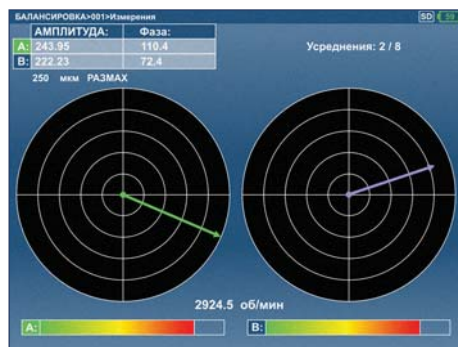 БАЛАНСИРОВКА>001>Измерения SD 59
АМПЛИТУДА: Фаза:
A: 243.95 110.4
B: 222.23 72.4
Усреднения: 2 / 8
250 мкм РАЗМАХ
2924.5 об/мин
A: B: